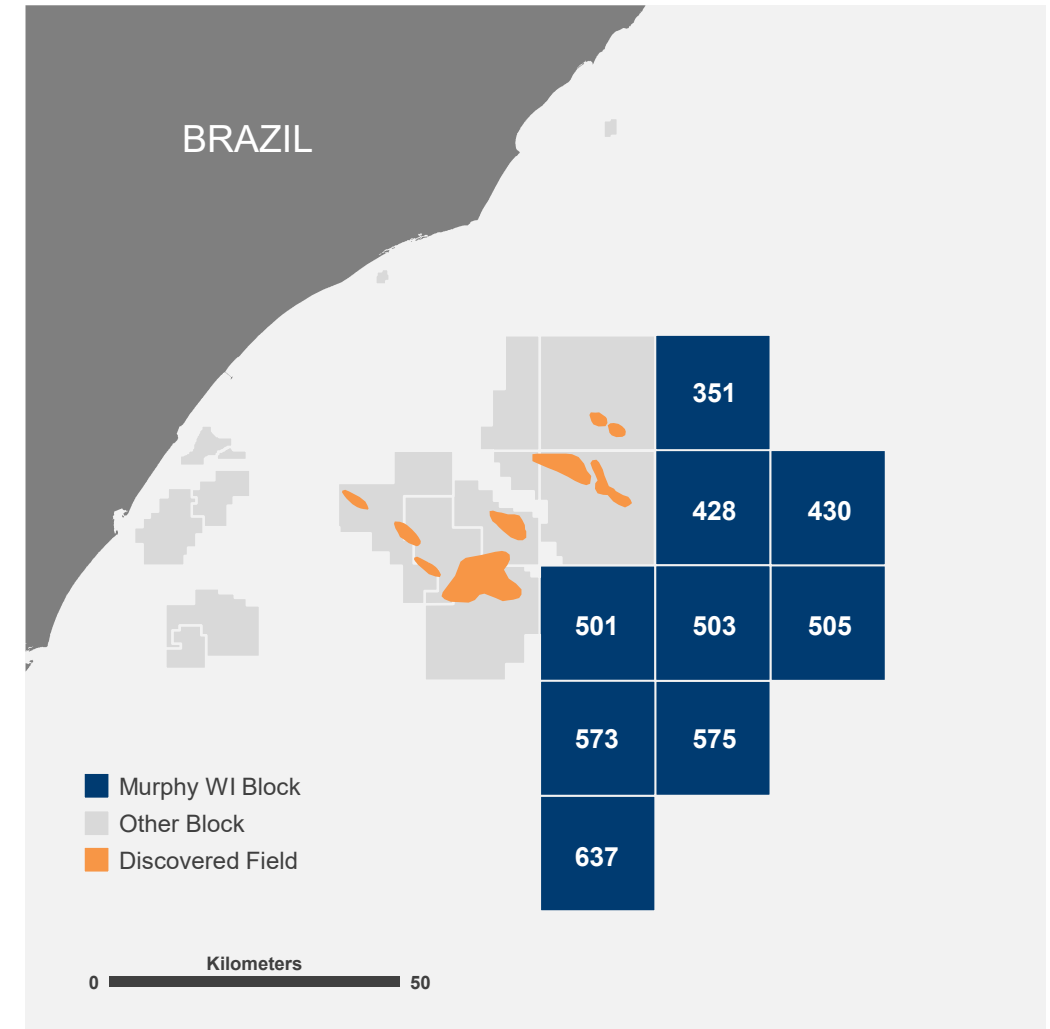 BRAZIL
351
428 430
501 503 505
573 575
Murphy WI Block
Other Block
Discovered Field
637
Kilometers
0 50